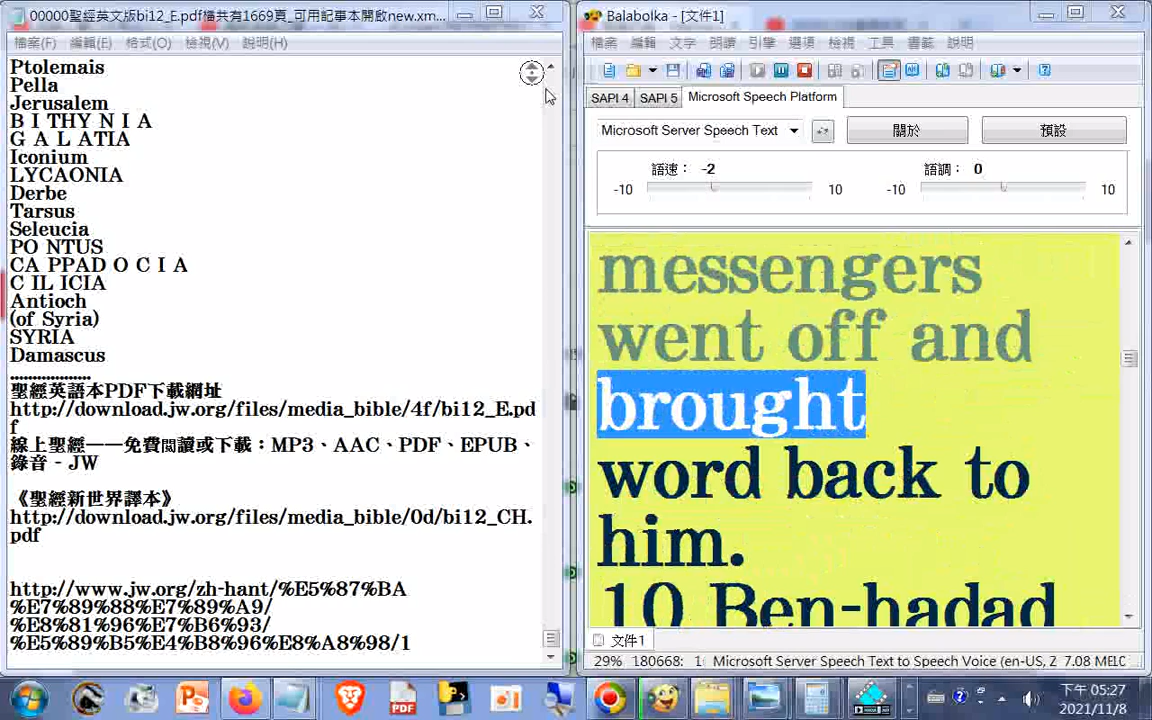 00000聖經英文版bi12_E.pdf檔共有1669頁_可用記事本開啟new.xm...
檔案(F) 編輯(E) 格式(O) 檢視(V) 說明(H)
Ptolemais
Pella
Jerusalem
B I THY N I A
G A L ATIA
Iconium
LYCAONIA
Derbe
Tarsus
Seleucia
PO NTUS
CA PPAD O C I A
C IL ICIA
Antioch
(of Syria)
SYRIA
Damascus
..................
聖經英語本PDF下載網址
http://download.jw.org/files/media_bible/4f/bi12_E.pd
f
線上聖經——免費閱讀或下載：MP3、AAC、PDF、EPUB、
錄音 - JW
《聖經新世界譯本》
http://download.jw.org/files/media_bible/0d/bi12_CH.
pdf
http://www.jw.org/zh-hant/%E5%87%BA
%E7%89%88%E7%89%A9/
%E8%81%96%E7%B6%93/
%E5%89%B5%E4%B8%96%E8%A8%98/1
Balabolka - [文件1]
檔案 編輯 文字 朗讀 引擎 選項 檢視 工具 書籤 說明
SAPI 4 SAPI 5 Microsoft Speech Platform
Microsoft Server Speech Text 關於 預設
語速： -2 語調： 0
-10 10 -10 10
messengers
went off and
brought
word back to
him.
10 Ben-hadad
文件1
29% 180668: 1 Microsoft Server Speech Text to Speech Voice (en-US, Z 7.08 MELC
PDF
下午 05:27
2021/11/8